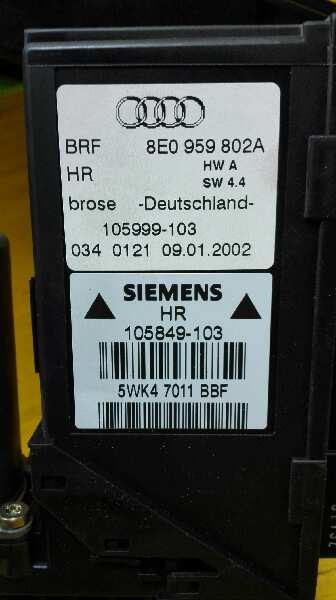 BRF 8E0 959 802A
HR HW A
SW 4.4
brose -Deutschland-
105999-103
034 0121 09.01.2002
SIEMENS
HR
105849-103
5WK4 7011 BBF